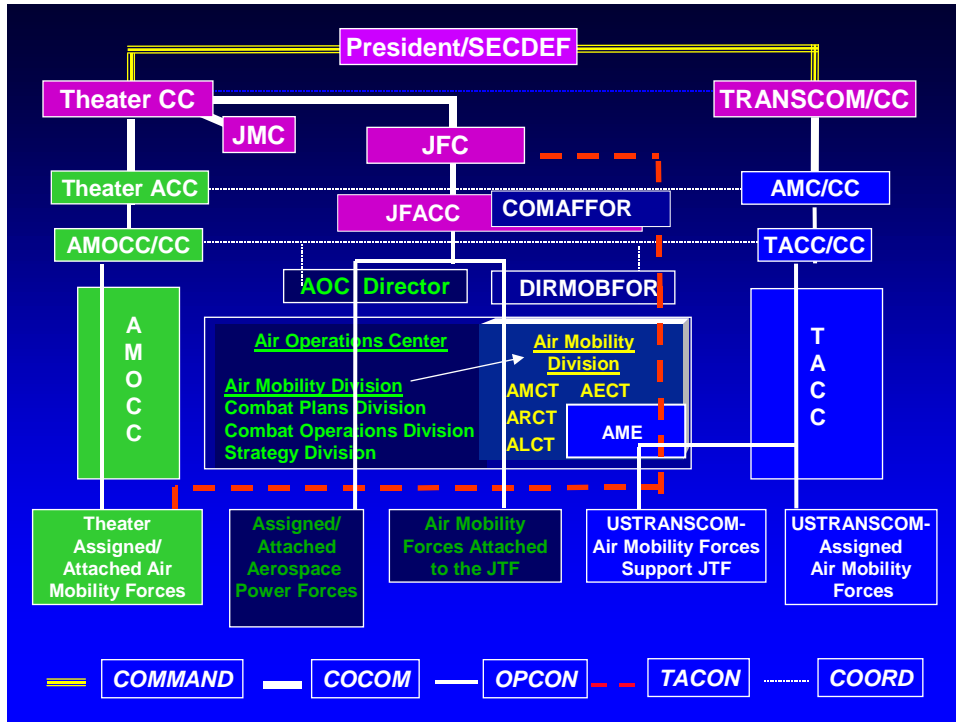 President/SECDEF
Theater CC
TRANSCOM/CC
JMC
JFC
Theater ACC
AMC/CC
JFACC
COMAFFOR
AMOCC/CC
TACC/CC
AOC Director
DIRMOBFOR
A
M
O
C
C
Air Operations Center
Air Mobility Division
Combat Plans Division
Combat Operations Division
Strategy Division
Air Mobility
Division
AMCT AECT
ARCT
ALCT
AME
T
A
C
C
Theater
Assigned/
Attached Air
Mobility Forces
Assigned/
Attached
Aerospace
Power Forces
Air Mobility
Forces Attached
to the JTF
USTRANSCOM-
Air Mobility Forces
Support JTF
USTRANSCOM-
Assigned
Air Mobility
Forces
COMMAND
COCOM
OPCON
TACON
COORD